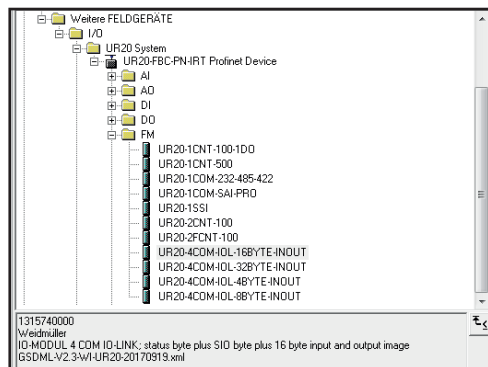 Weitere FELDGERÄTE
I/O
UR20 System
UR20-FBC-PN-IRT Profinet Device
AI
AO
DI
DO
FM
UR20-1CNT-100-1DO
UR20-1CNT-500
UR20-1COM-232-485-422
UR20-1COM-SAI-PRO
UR20-1SSI
UR20-2CNT-100
UR20-2FCNT-100
UR20-4COM-IOL-16BYTE-INOUT
UR20-4COM-IOL-32BYTE-INOUT
UR20-4COM-IOL-4BYTE-INOUT
UR20-4COM-IOL-8BYTE-INOUT
1315740000
Weidmüller
IO-MODUL 4 COM IO-LINK; status byte plus SIO byte plus 16 byte input and output image
GSDML-V2.3-WI-UR20-20170919.xml